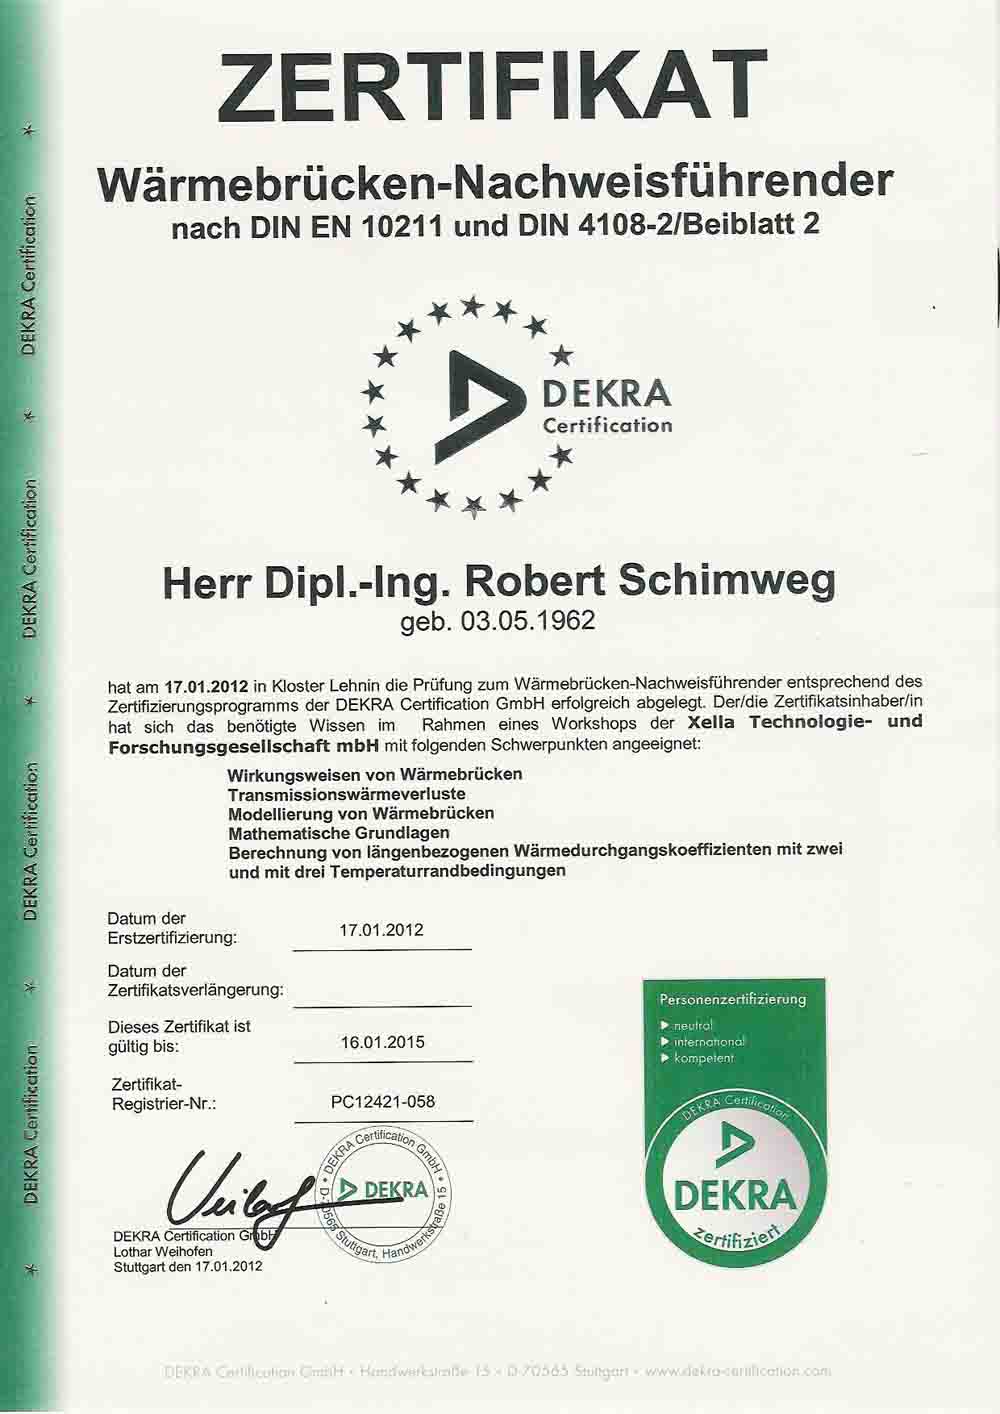 ZERTIFIKAT
Wärmebrücken-Nachweisführender
nach DIN EN 10211 und DIN 4108-2/Beiblatt 2
DEKRA
Certification
Herr Dipl.-Ing. Robert Schimweg
geb. 03.05.1962
hat am 17.01.2012 in Kloster Lehnin die Prüfung zum Wärmebrücken-Nachweisführender entsprechend des
Zertifizierungsprogramms der DEKRA Certification GmbH erfolgreich abgelegt. Der/die Zertifikatsinhaber/in
hat sich das benötigte Wissen im Rahmen eines Workshops der Xella Technologie- und
Forschungsgesellschaft mbH mit folgenden Schwerpunkten angeeignet:
Wirkungsweisen von Wärmebrücken
Transmissionswärmeverluste
Modellierung von Wärmebrücken
Mathematische Grundlagen
Berechnung von längenbezogenen Wärmedurchgangskoeffizienten mit zwei
und mit drei Temperaturrandbedingungen
Datum der
Erstzertifizierung: 17.01.2012
Datum der
Zertifikatsverlängerung:
Dieses Zertifikat ist
gültig bis: 16.01.2015
Zertifikat-
Registrier-Nr.: PC12421-058
DEKRA Certification GmbH
D-70565 Stuttgart, Handwerkstraße 15
DEKRA
DEKRA Certification GmbH
Lothar Weihofen
Stuttgart den 17.01.2012
Personenzertifizierung
neutral
international
kompetent
DEKRA Certification
DEKRA
zertifiziert
DEKRA Certification GmbH • Handwerkstraße 15 • D-70565 Stuttgart • www.dekra-certification.com
DEKRA Certification
DEKRA Certification
DEKRA Certification
DEKRA Certification